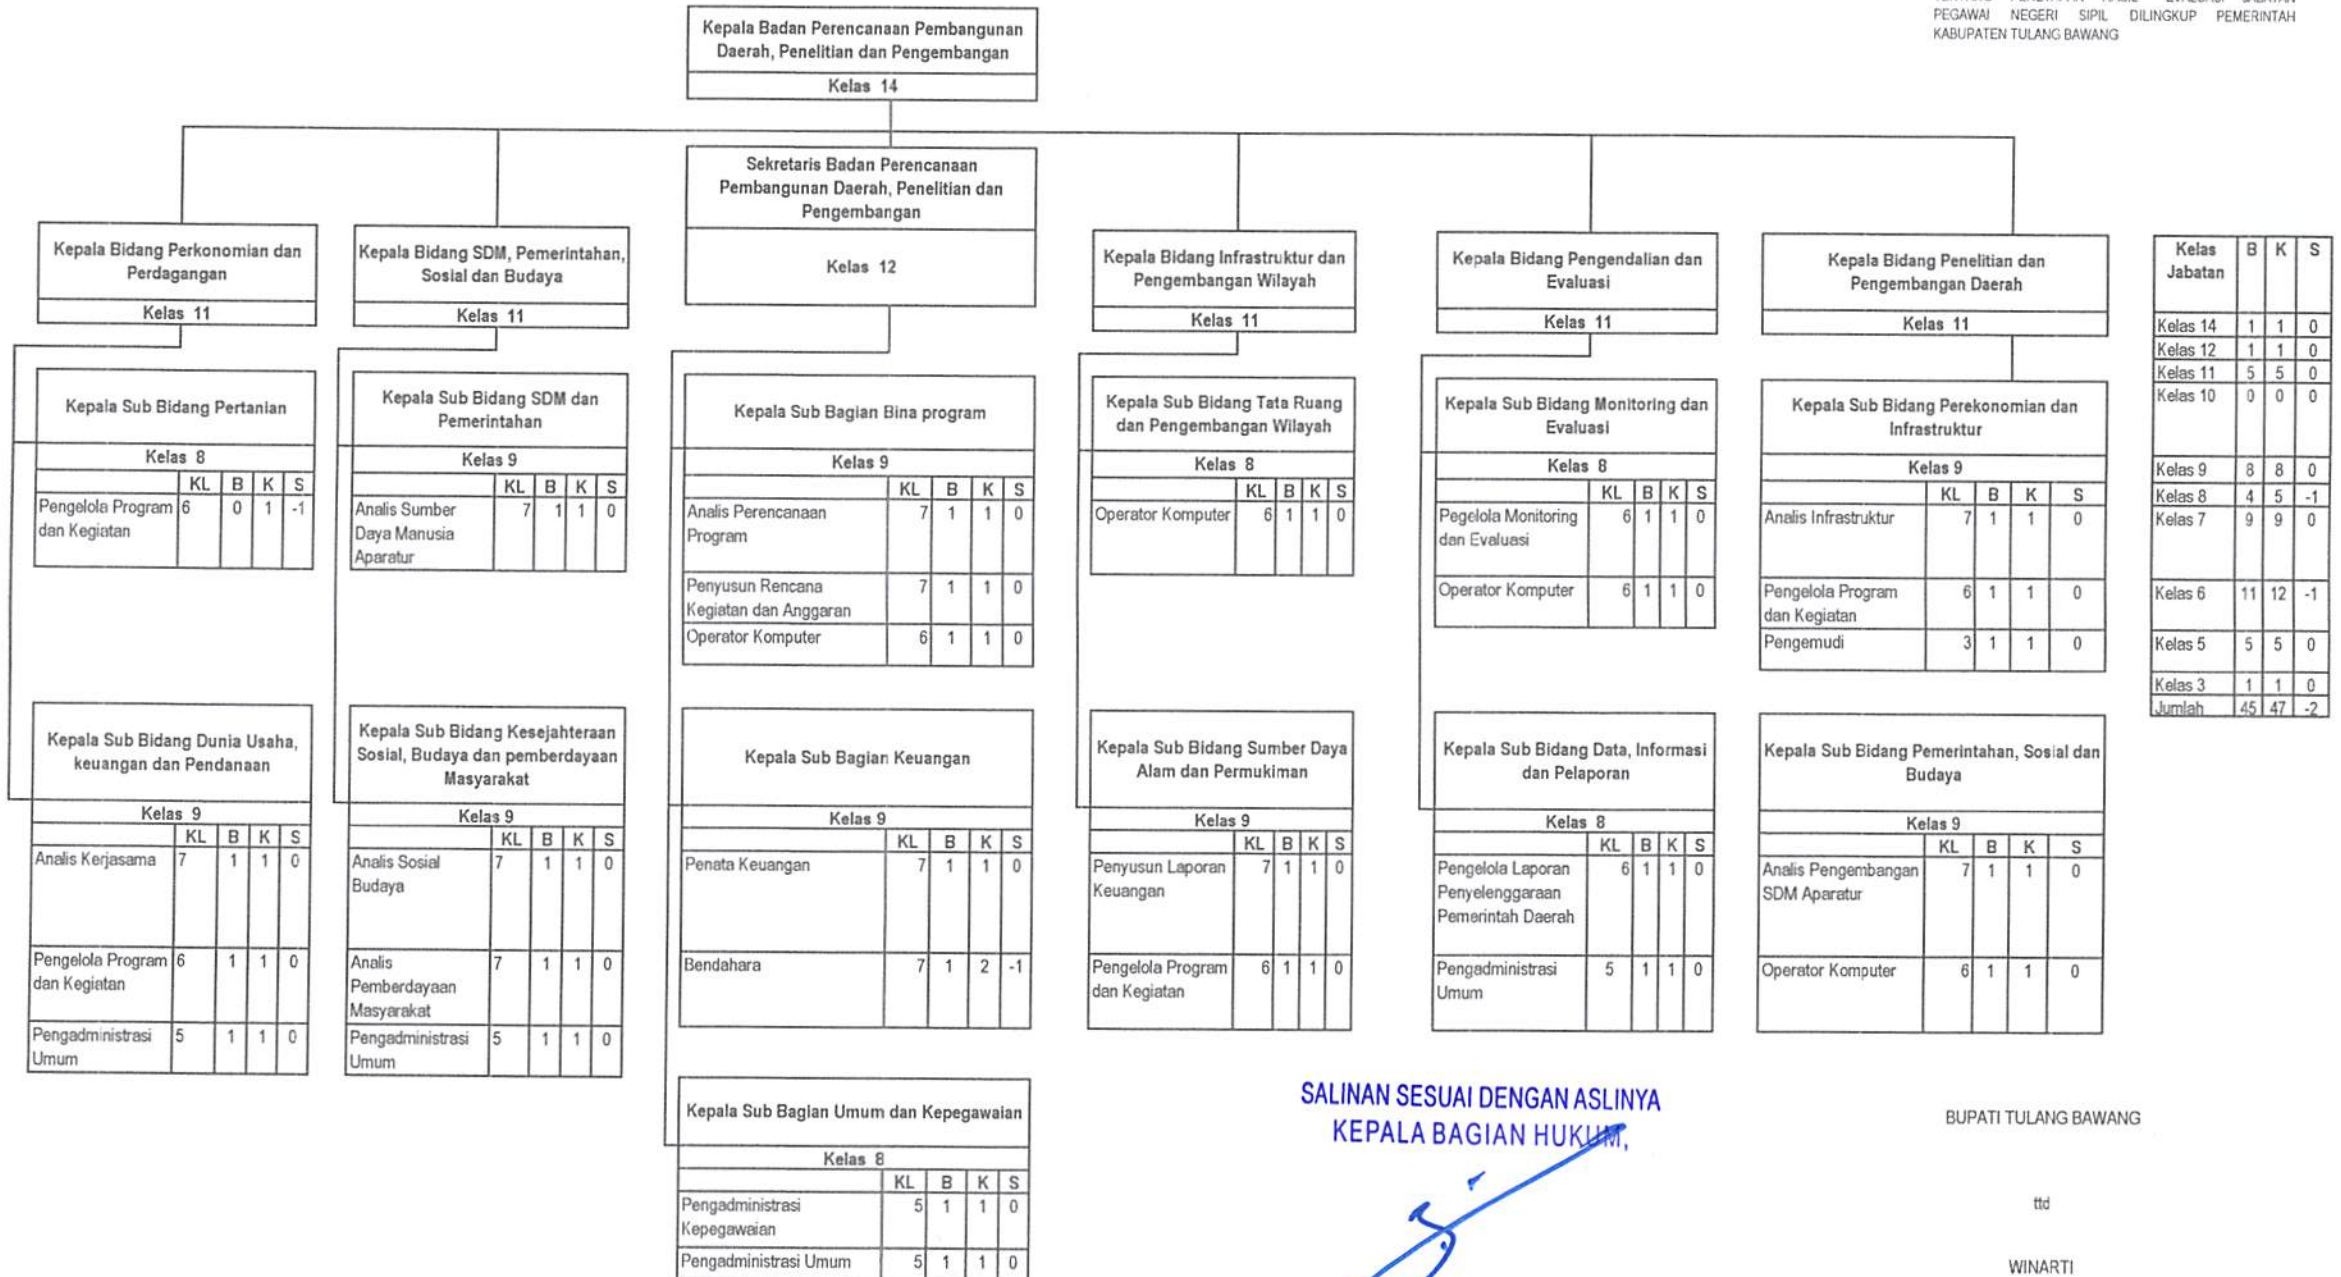 PEGAWAI NEGERI SIPIL DILINGKUP PEMERINTAH
KABUPATEN TULANG BAWANG
Kepala Badan Perencanaan Pembangunan
Daerah, Penelitian dan Pengembangan
Kelas 14
Sekretaris Badan Perencanaan
Pembangunan Daerah, Penelitian dan
Pengembangan
Kelas 12
Kepala Bidang Perkonomian dan
Perdagangan
Kelas 11
Kepala Bidang SDM, Pemerintahan,
Sosial dan Budaya
Kelas 11
Kepala Bidang Infrastruktur dan
Pengembangan Wilayah
Kelas 11
Kepala Bidang Pengendalian dan
Evaluasi
Kelas 11
Kepala Bidang Penelitian dan
Pengembangan Daerah
Kelas 11
Kelas B K S
Jabatan
Kelas 14 1 1 0
Kelas 12 1 1 0
Kelas 11 5 5 0
Kelas 10 0 0 0
Kelas 9 8 8 0
Kelas 8 4 5 -1
Kelas 7 9 9 0
Kelas 6 11 12 -1
Kelas 5 5 5 0
Kelas 3 1 1 0
Jumlah 45 47 -2
Kepala Sub Bidang Pertanian
Kelas 8
KL B K S
Pengelola Program 6 0 1 -1
dan Kegiatan
Kepala Sub Bidang SDM dan
Pemerintahan
Kelas 9
KL B K S
Analis Sumber 7 1 1 0
Daya Manusia
Aparatur
Kepala Sub Bagian Bina program
Kelas 9
KL B K S
Analis Perencanaan 7 1 1 0
Program
Penyusun Rencana 7 1 1 0
Kegiatan dan Anggaran
Operator Komputer 6 1 1 0
Kepala Sub Bidang Tata Ruang
dan Pengembangan Wilayah
Kelas 8
KL B K S
Operator Komputer 6 1 1 0
Kepala Sub Bidang Monitoring dan
Evaluasi
Kelas 8
KL B K S
Pegelola Monitoring 6 1 1 0
dan Evaluasi
Operator Komputer 6 1 1 0
Kepala Sub Bidang Perekonomian dan
Infrastruktur
Kelas 9
KL B K S
Analis Infrastruktur 7 1 1 0
Pengelola Program 6 1 1 0
dan Kegiatan
Pengemudi 3 1 1 0
Kepala Sub Bidang Dunia Usaha,
keuangan dan Pendanaan
Kelas 9
KL B K S
Analis Kerjasama 7 1 1 0
Pengelola Program 6 1 1 0
dan Kegiatan
Pengadministrasi 5 1 1 0
Umum
Kepala Sub Bidang Kesejahteraan
Sosial, Budaya dan pemberdayaan
Masyarakat
Kelas 9
KL B K S
Analis Sosial 7 1 1 0
Budaya
Analis 7 1 1 0
Pemberdayaan
Masyarakat
Pengadministrasi 5 1 1 0
Umum
Kepala Sub Bagian Keuangan
Kelas 9
KL B K S
Penata Keuangan 7 1 1 0
Bendahara 7 1 2 -1
Kepala Sub Bidang Sumber Daya
Alam dan Permukiman
Kelas 9
KL B K S
Penyusun Laporan 7 1 1 0
Keuangan
Pengelola Program 6 1 1 0
dan Kegiatan
Kepala Sub Bidang Data, Informasi
dan Pelaporan
Kelas 8
KL B K S
Pengelola Laporan 6 1 1 0
Penyelenggaraan
Pemerintah Daerah
Pengadministrasi 5 1 1 0
Umum
Kepala Sub Bidang Pemerintahan, Sosial dan
Budaya
Kelas 9
KL B K S
Analis Pengembangan 7 1 1 0
SDM Aparatur
Operator Komputer 6 1 1 0
Kepala Sub Bagian Umum dan Kepegawaian
Kelas 8
KL B K S
Pengadministrasi 5 1 1 0
Kepegawaian
Pengadministrasi Umum 5 1 1 0
SALINAN SESUAI DENGAN ASLINYA
KEPALA BAGIAN HUKUM,
BUPATI TULANG BAWANG
ttd
WINARTI